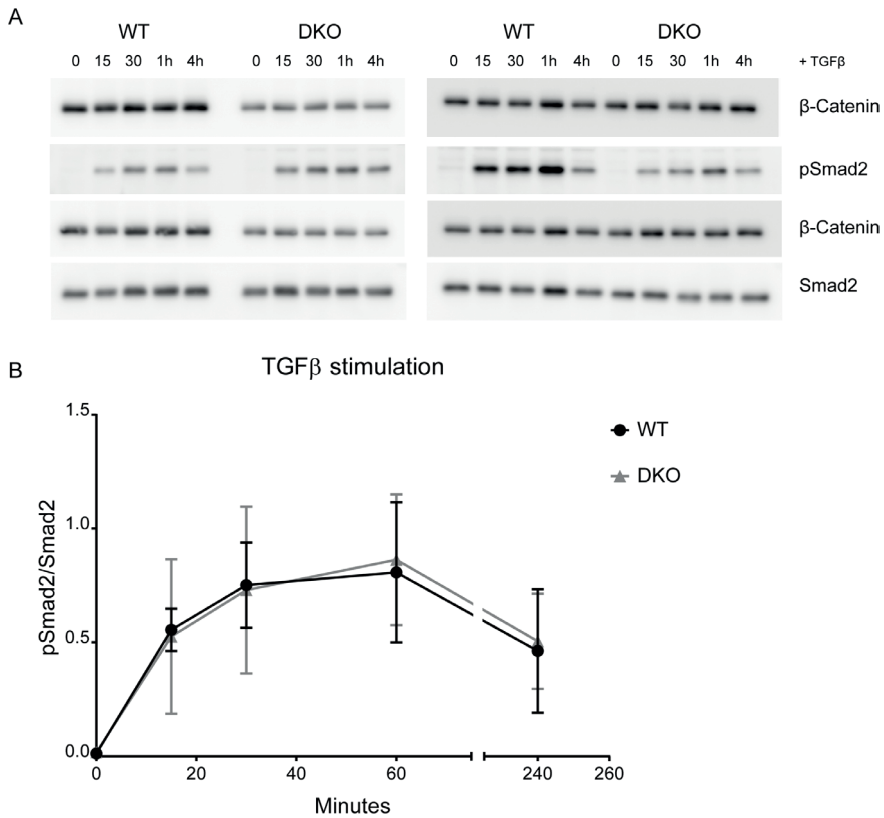 A
WT DKO WT DKO
0 15 30 1h 4h 0 15 30 1h 4h 0 15 30 1h 4h 0 15 30 1h 4h + TGFβ
β-Catenin
pSmad2
β-Catenin
Smad2
B
TGFβ stimulation
1.5
1.0
0.5
0.0
pSmad2/Smad2
WT
DKO
0 20 40 60 240 260
Minutes